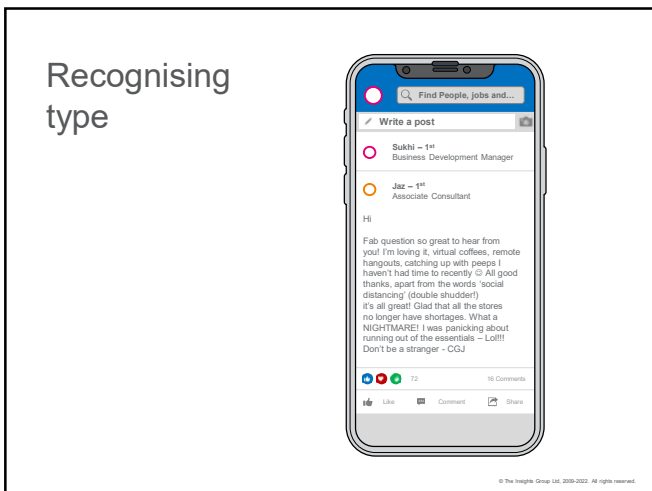 Recognising
type
Find People, jobs and...
Write a post
Sukhi – 1st
Business Development Manager
Jaz – 1st
Associate Consultant
Hi
Fab question so great to hear from
you! I'm loving it, virtual coffees, remote
hangouts, catching up with peeps I
haven't had time to recently ☺ All good
thanks, apart from the words 'social
distancing' (double shudder!)
it's all great! Glad that all the stores
no longer have shortages. What a
NIGHTMARE! I was panicking about
running out of the essentials – Lol!!!
Don't be a stranger - CGJ
72 16 Comments
Like Comment Share
© The Insights Group Ltd, 2009-2022. All rights reserved.